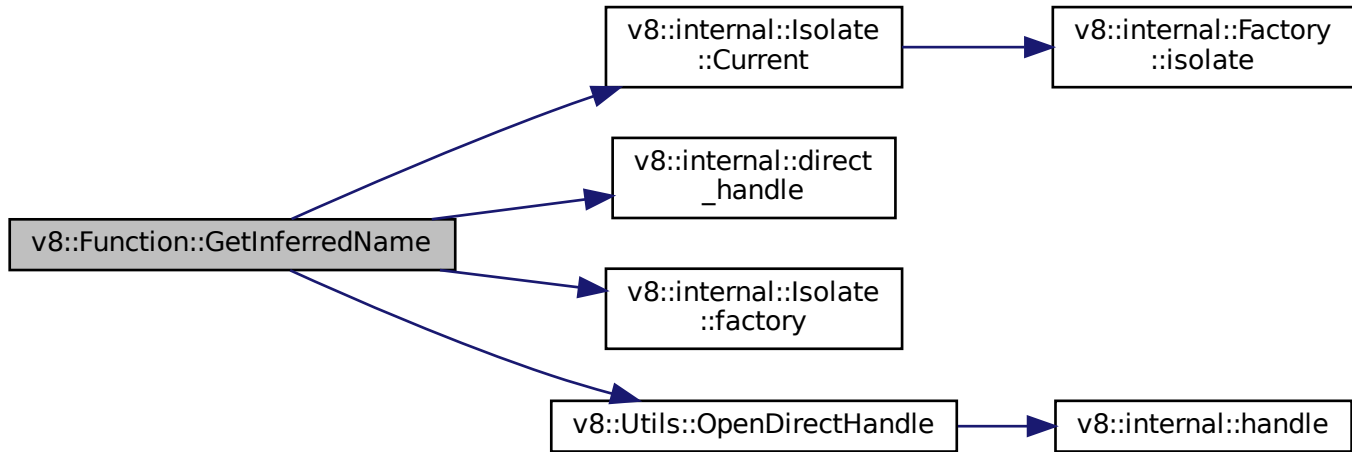 v8::Function::GetInferredName
v8::internal::Isolate
::Current
v8::internal::Factory
::isolate
v8::internal::direct
_handle
v8::internal::Isolate
::factory
v8::Utils::OpenDirectHandle
v8::internal::handle